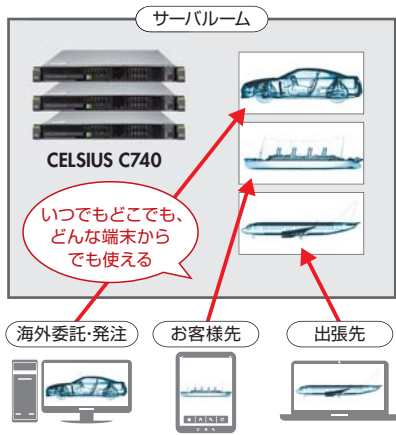 サーバルーム
CELSIUS C740
いつでもどこでも、
どんな端末から
でも使える
海外委託・発注
お客様先
出張先